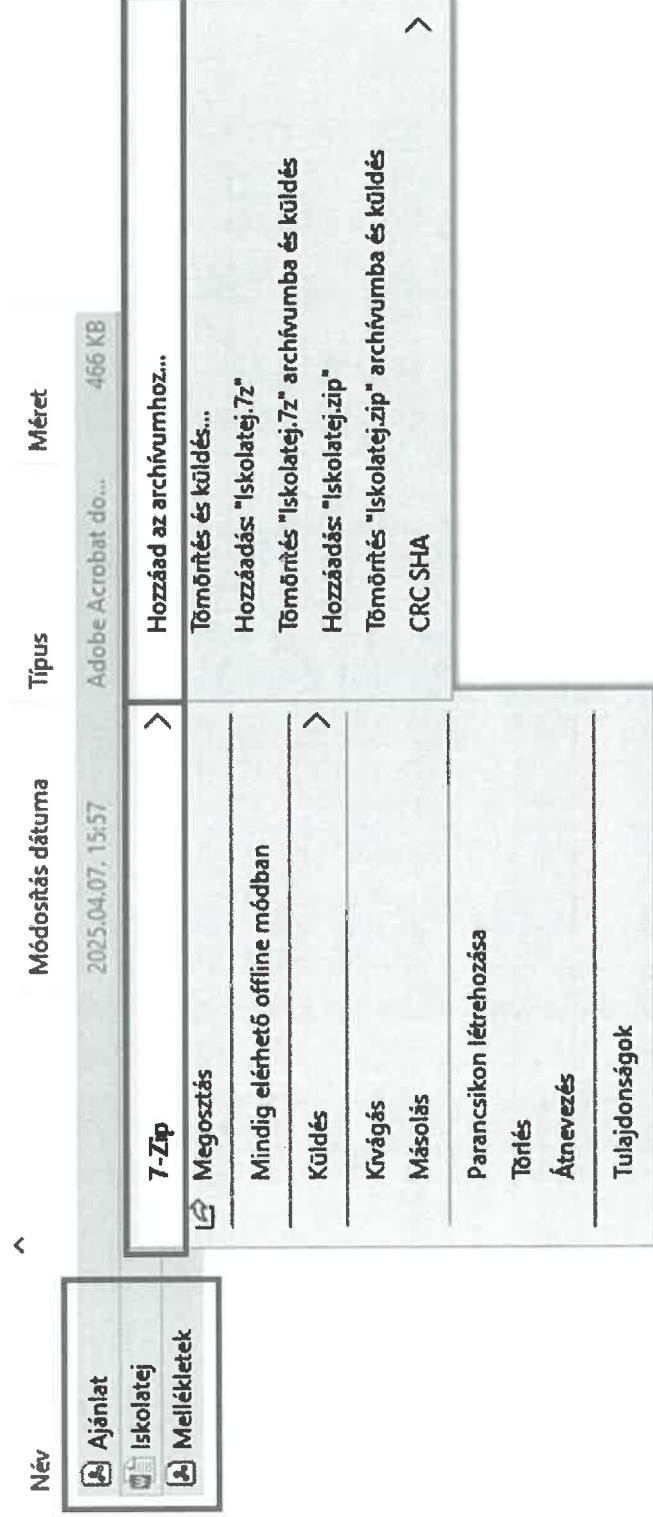 Név
Módosítás dátuma
Típus
Méret
Ajánlat
2025.04.07. 15:57
Adobe Acrobat do...
466 KB
Iskolatej
Mellékletek
7-Zip
Megosztás
Mindig elérhető offline módban
Küldés
Kivágás
Másolás
Parancsikon létrehozása
Törlés
Átnevezés
Tulajdonságok
Hozzáad az archívumhoz...
Tömörítés és küldés...
Hozzáadás: "Iskolatej.7z"
Tömörítés "Iskolatej.7z" archívumba és küldés
Hozzáadás: "Iskolatej.zip"
Tömörítés "Iskolatej.zip" archívumba és küldés
CRC SHA